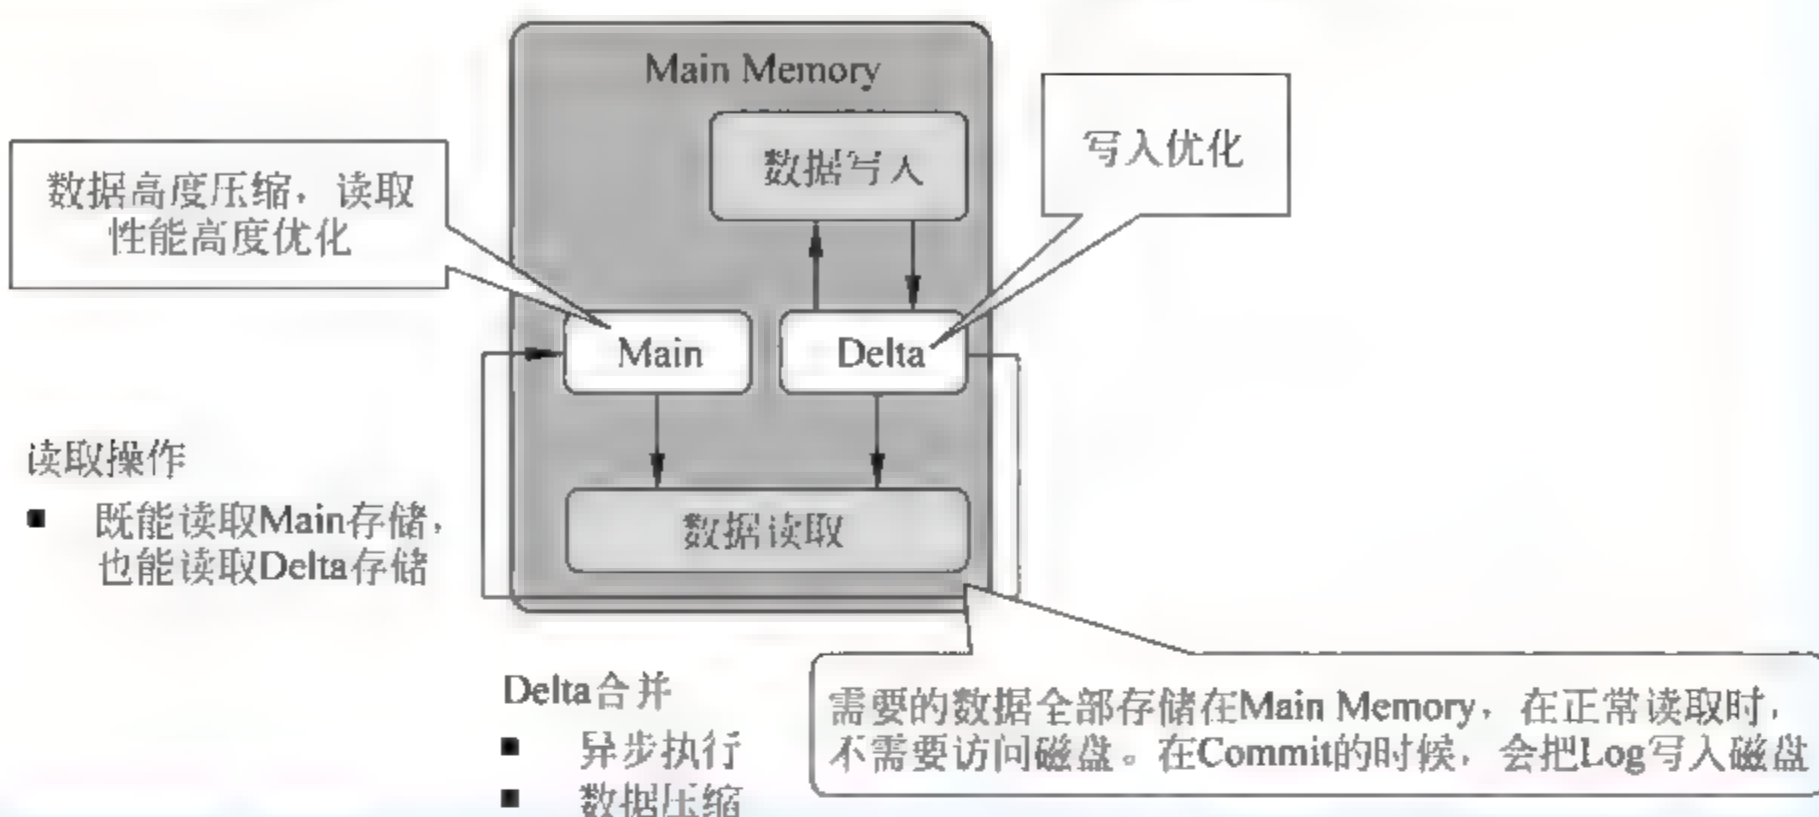 Main Memory
数据写入
写入优化
数据高度压缩，读取
性能高度优化
Main
Delta
读取操作
■ 既能读取Main存储，
也能读取Delta存储
数据读取
Delta合并
■ 异步执行
■ 数据压缩
需要的数据全部存储在Main Memory，在正常读取时，
不需要访问磁盘。在Commit的时候，会把Log写入磁盘